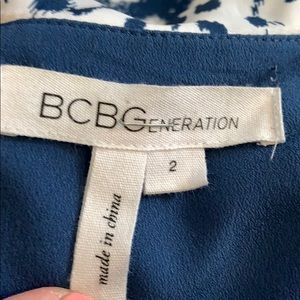 BCBGENERATION
2
made in china